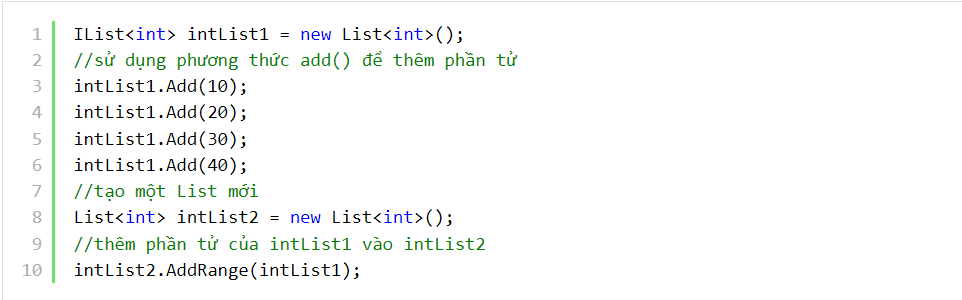 1 IList<int> intList1 = new List<int>();
2 //sử dụng phương thức add() để thêm phần tử
3 intList1.Add(10);
4 intList1.Add(20);
5 intList1.Add(30);
6 intList1.Add(40);
7 //tạo một List mới
8 List<int> intList2 = new List<int>();
9 //thêm phần tử của intList1 vào intList2
10 intList2.AddRange(intList1);